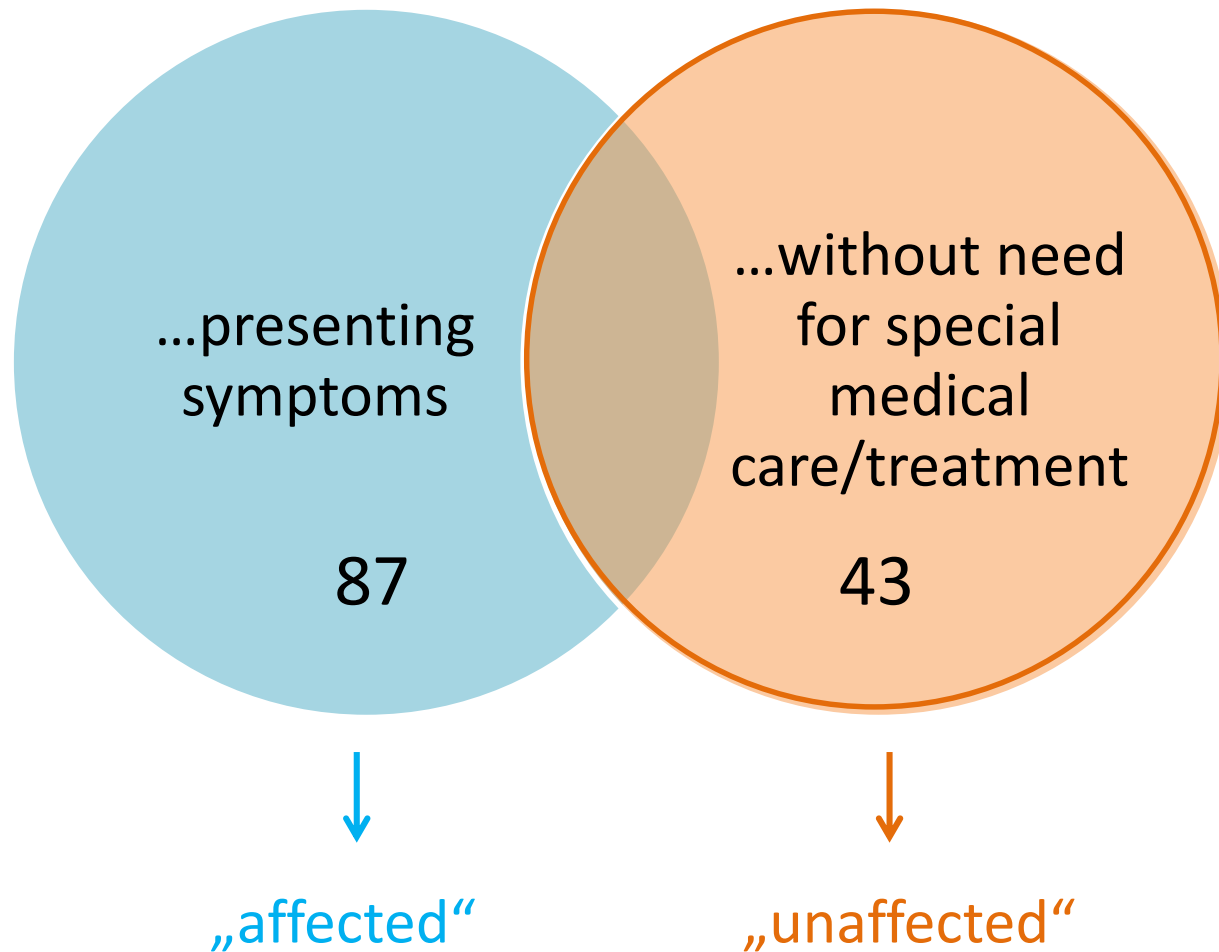 …presenting
symptoms
87
…without need
for special
medical
care/treatment
43
„affected“
„unaffected“